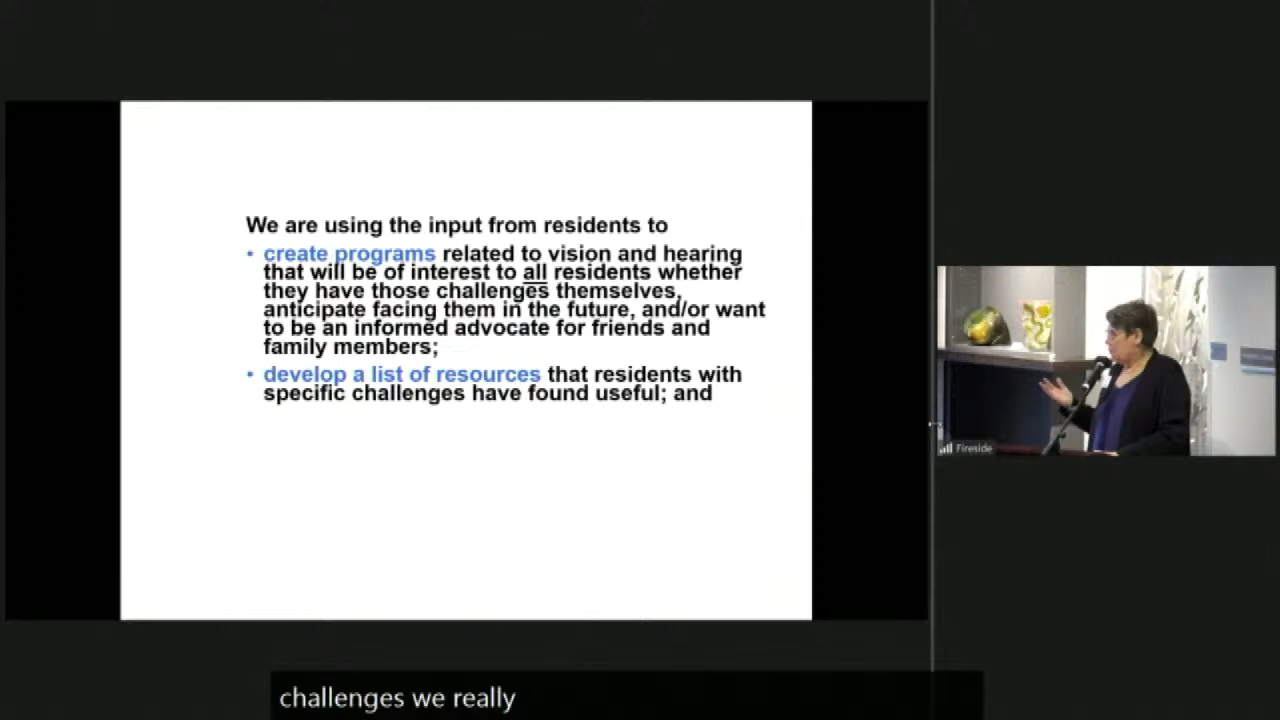 We are using the input from residents to
• create programs related to vision and hearing
that will be of interest to all residents whether
they have those challenges themselves,
anticipate facing them in the future, and/or want
to be an informed advocate for friends and
family members;
• develop a list of resources that residents with
specific challenges have found useful; and
Fireside
challenges we really